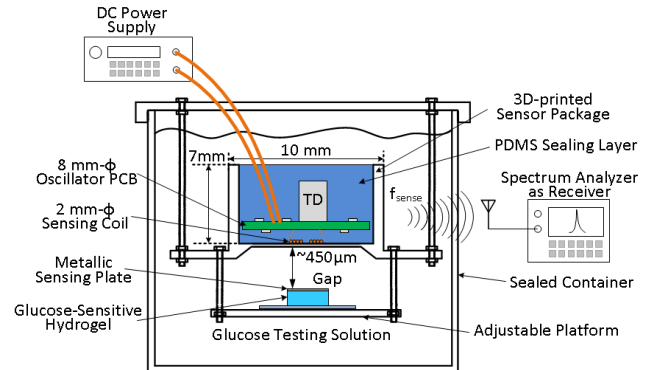 DC Power
Supply
3D-printed
Sensor Package
10 mm
7mm
PDMS Sealing Layer
8 mm-ϕ
Oscillator PCB
TD
f_sense
Spectrum Analyzer
as Receiver
2 mm-ϕ
Sensing Coil
~450μm
Metallic
Sensing Plate
Gap
Sealed Container
Glucose-Sensitive
Hydrogel
Glucose Testing Solution
Adjustable Platform